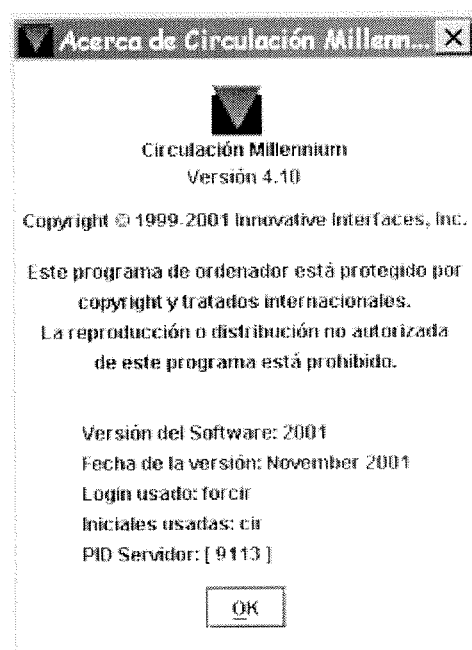 Acerca de Circulación Millenn...
Circulación Millennium
Versión 4.10
Copyright © 1999-2001 Innovative Interfaces, Inc.
Este programa de ordenador está protegido por
copyright y tratados internacionales.
La reproducción o distribución no autorizada
de este programa está prohibido.
Versión del Software: 2001
Fecha de la versión: November 2001
Login usado: forcir
Iniciales usadas: cir
PID Servidor: [ 9113 ]
OK